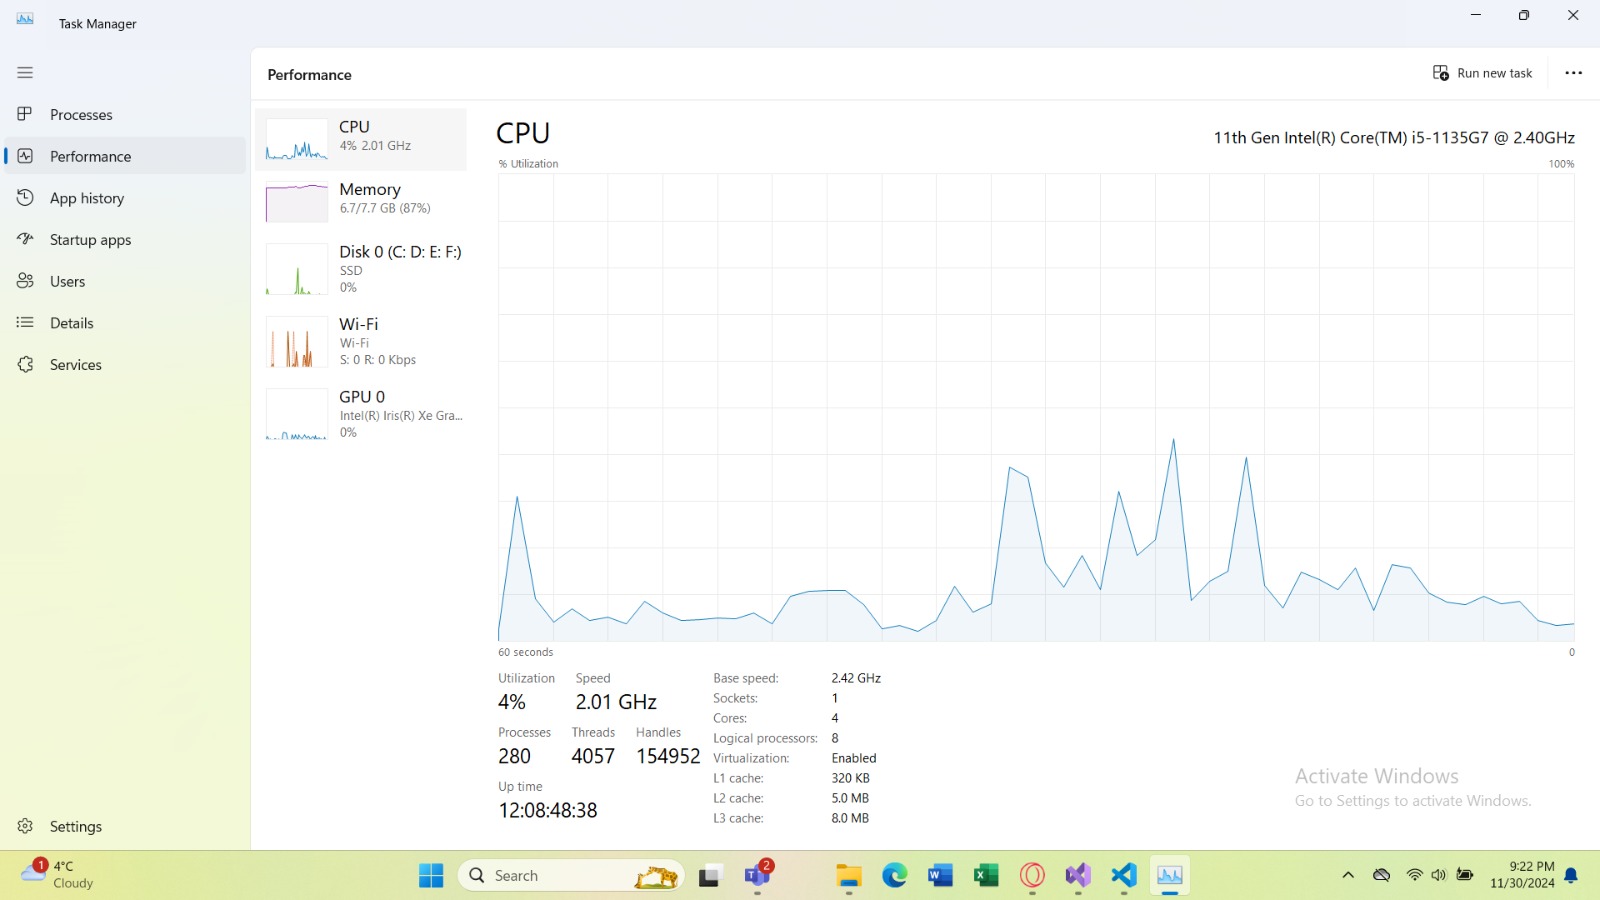 Task Manager
Processes
Performance
App history
Startup apps
Users
Details
Services
Settings
Performance
Run new task
CPU
4% 2.01 GHz
Memory
6.7/7.7 GB (87%)
Disk 0 (C: D: E: F:)
SSD
0%
Wi-Fi
Wi-Fi
S: 0 R: 0 Kbps
GPU 0
Intel(R) Iris(R) Xe Gra...
0%
CPU
11th Gen Intel(R) Core(TM) i5-1135G7 @ 2.40GHz
% Utilization
100%
60 seconds
0
Utilization
Speed
4%
2.01 GHz
Processes
Threads
Handles
280
4057
154952
Up time
12:08:48:38
Base speed:
2.42 GHz
Sockets:
1
Cores:
4
Logical processors:
8
Virtualization:
Enabled
L1 cache:
320 KB
L2 cache:
5.0 MB
L3 cache:
8.0 MB
Activate Windows
Go to Settings to activate Windows.
1
4°C
Cloudy
Search
2
9:22 PM
11/30/2024